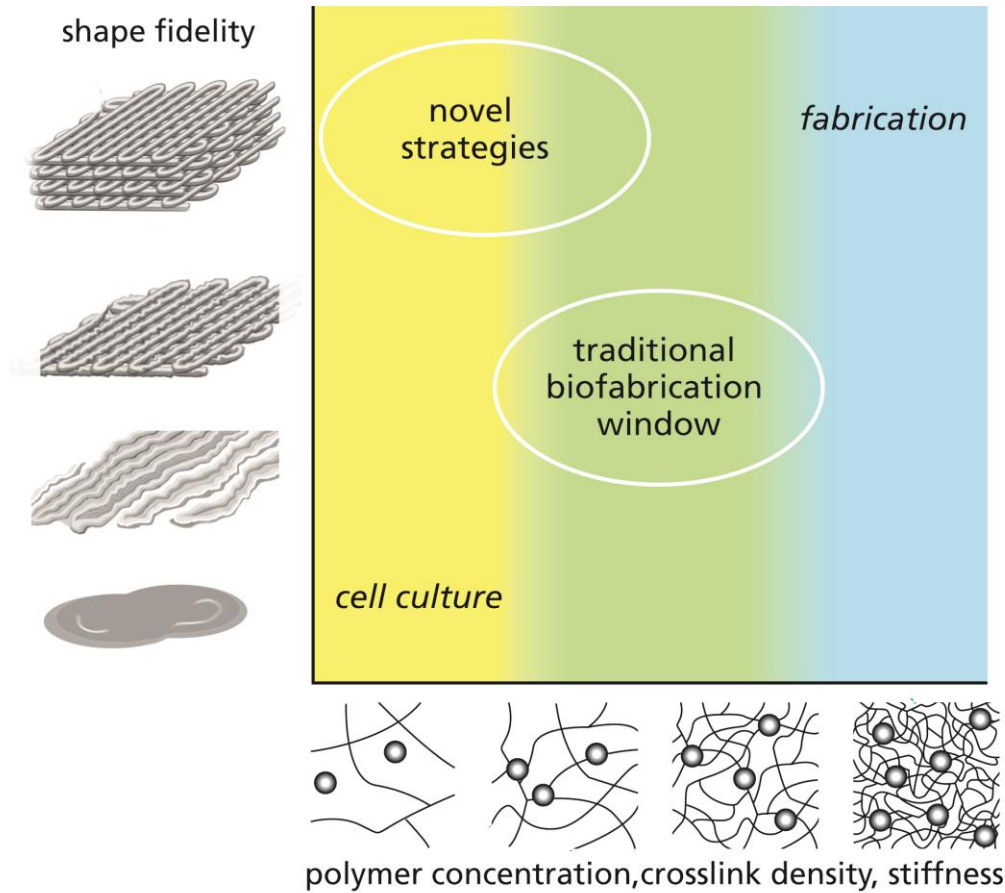 shape fidelity
novel
strategies
fabrication
traditional
biofabrication
window
cell culture
polymer concentration,crosslink density, stiffness